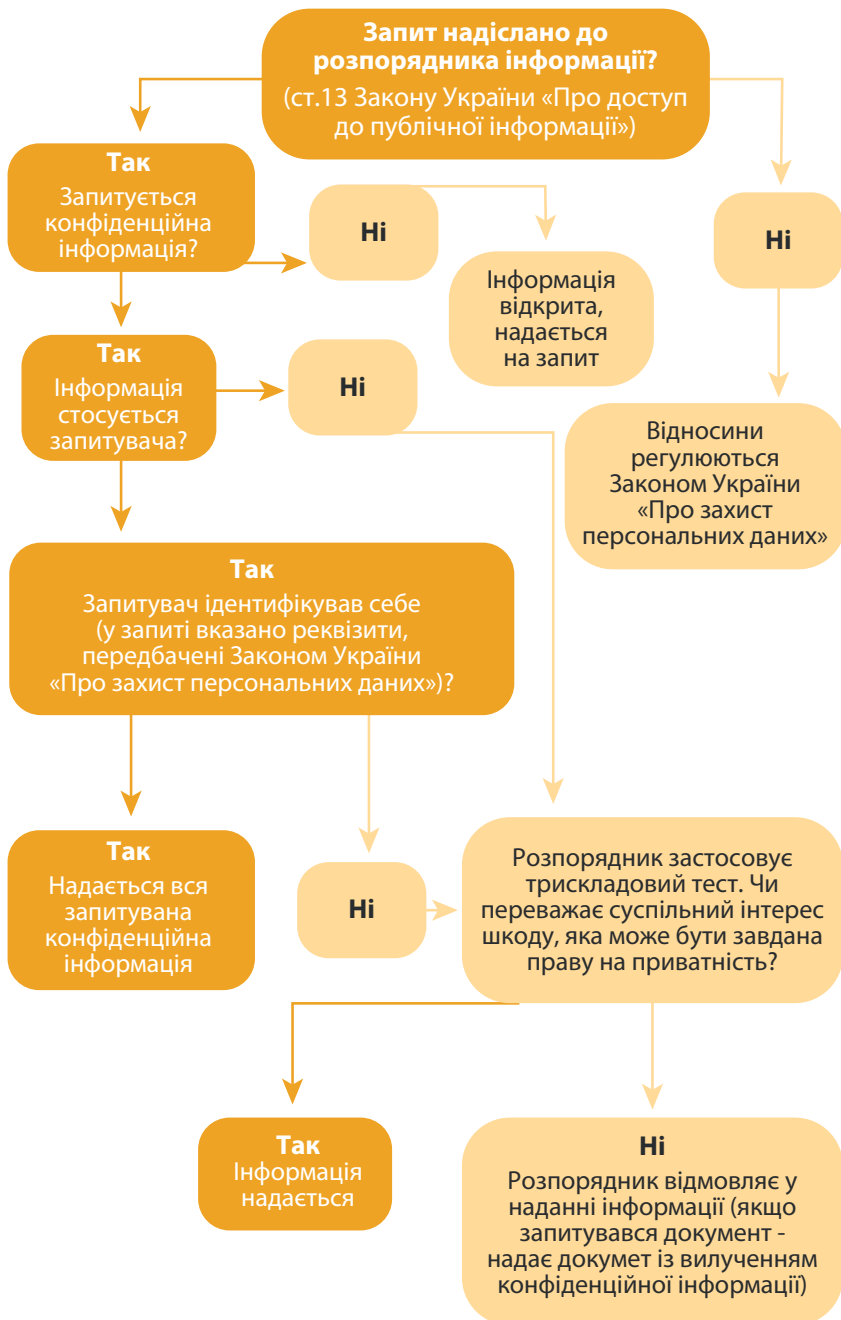 Запит надіслано до
розпорядника інформації?
(ст.13 Закону України «Про доступ
до публічної інформації»)
Так
Запитується
конфіденційна
інформація?
Ні
Інформація
відкрита,
надається
на запит
Ні
Відносини
регулюються
Законом України
«Про захист
персональних даних»
Так
Інформація
стосується
запитувача?
Ні
Так
Запитувач ідентифікував себе
(у запиті вказано реквізити,
передбачені Законом України
«Про захист персональних даних»)?
Так
Надається вся
запитувана
конфіденційна
інформація
Ні
Розпорядник застосовує
трискладовий тест. Чи
переважає суспільний інтерес
шкоду, яка може бути завдана
праву на приватність?
Так
Інформація
надається
Ні
Розпорядник відмовляє у
наданні інформації (якщо
запитувався документ -
надає докумет із вилученням
конфіденційної інформації)